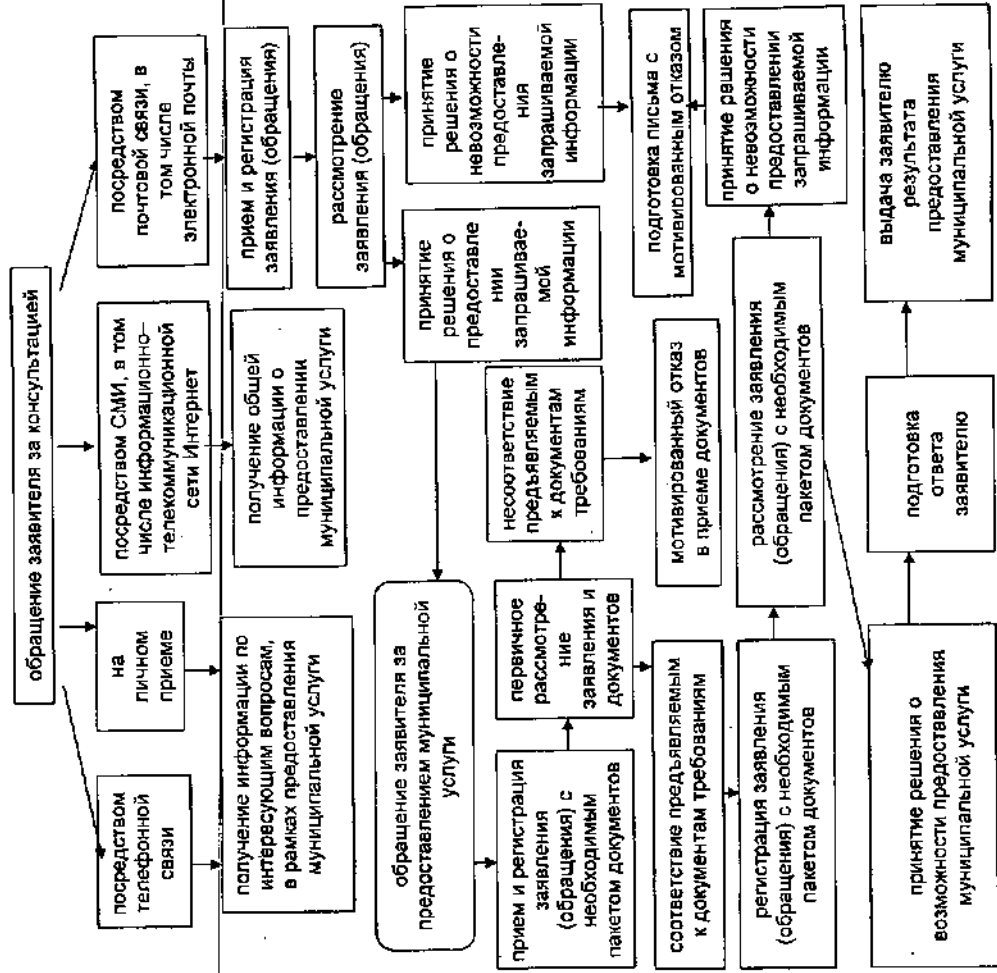 обращение заявителя за консультацией
посредством
телефонной
связи
на
личном
приеме
посредством СМИ, в том
числе информационно–
телекоммуникационной
сети Интернет
посредством
почтовой связи, в
том числе
электронной почты
получение информации по
интересующим вопросам,
в рамках предоставления
муниципальной услуги
получение общей
информации о
предоставлении
муниципальной услуги
прием и регистрация
заявления (обращения)
рассмотрение
заявления (обращения)
обращение заявителя за
предоставлением муниципальной
услуги
принятие
решения о
предоставле
нии
запрашивае-
мой
информации
принятие
решения о
невозможности
предоставле-
ния
запрашиваемой
информации
прием и регистрация
заявления
(обращения) с
необходимым
пакетом документов
первичное
рассмотре-
ние
заявления и
документов
несоответствие
предъявляемым
к документам
требованиям
подготовка письма с
мотивированным отказом
соответствие предъявляемым
к документам требованиям
мотивированный отказ
в приеме документов
принятие решения
о невозможности
предоставлении
запрашиваемой
информации
регистрация заявления
(обращения) с необходимым
пакетом документов
рассмотрение заявления
(обращения) с необходимым
пакетом документов
принятие решения о
возможности предоставления
муниципальной услуги
подготовка
ответа
заявителю
выдача заявителю
результата
предоставления
муниципальной услуги